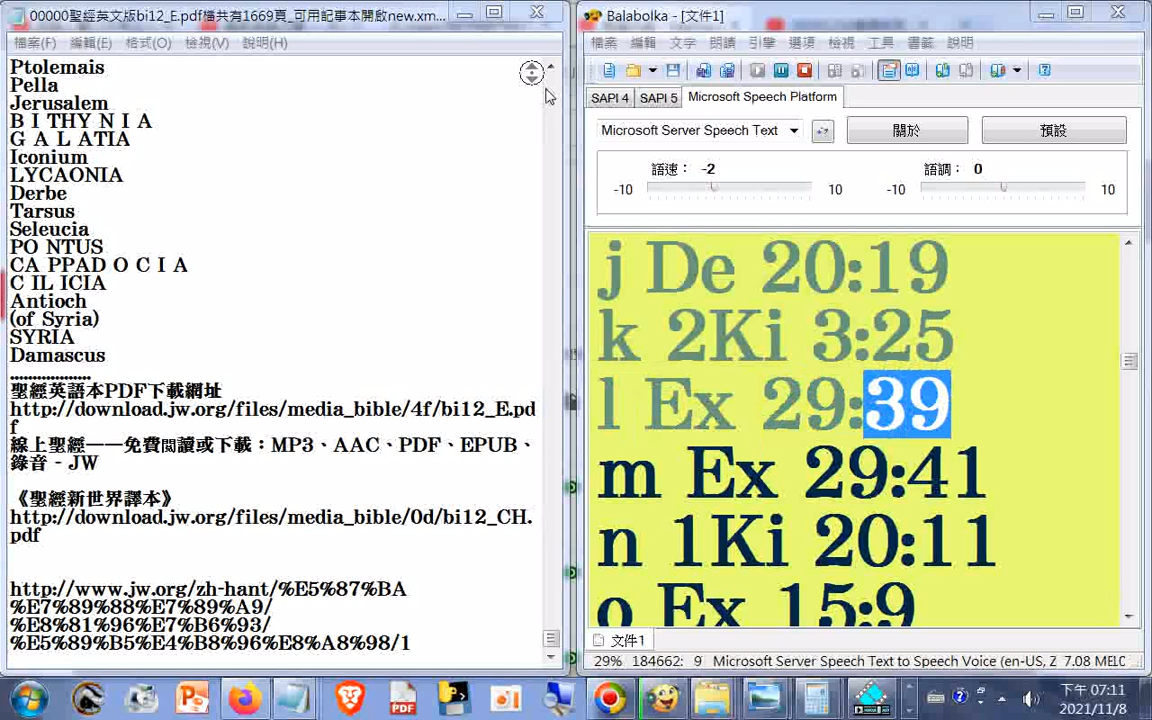 00000聖經英文版bi12_E.pdf檔共有1669頁_可用記事本開啟new.xm...
檔案(F) 編輯(E) 格式(O) 檢視(V) 說明(H)
Ptolemais
Pella
Jerusalem
B I THY N I A
G A L ATIA
Iconium
LYCAONIA
Derbe
Tarsus
Seleucia
PO NTUS
CA PPAD O C I A
C IL ICIA
Antioch
(of Syria)
SYRIA
Damascus
..................
聖經英語本PDF下載網址
http://download.jw.org/files/media_bible/4f/bi12_E.pd
f
線上聖經——免費閱讀或下載：MP3、AAC、PDF、EPUB、
錄音 - JW
《聖經新世界譯本》
http://download.jw.org/files/media_bible/0d/bi12_CH.
pdf
http://www.jw.org/zh-hant/%E5%87%BA
%E7%89%88%E7%89%A9/
%E8%81%96%E7%B6%93/
%E5%89%B5%E4%B8%96%E8%A8%98/1
Balabolka - [文件1]
檔案 編輯 文字 朗讀 引擎 選項 檢視 工具 書籤 說明
SAPI 4 SAPI 5 Microsoft Speech Platform
Microsoft Server Speech Text 關於 預設
語速： -2 語調： 0
-10 10 -10 10
j De 20:19
k 2Ki 3:25
l Ex 29:39
m Ex 29:41
n 1Ki 20:11
o Ex 15:9
文件1
29% 184662: 9 Microsoft Server Speech Text to Speech Voice (en-US, Z 7.08 MELC
PDF
下午 07:11
2021/11/8